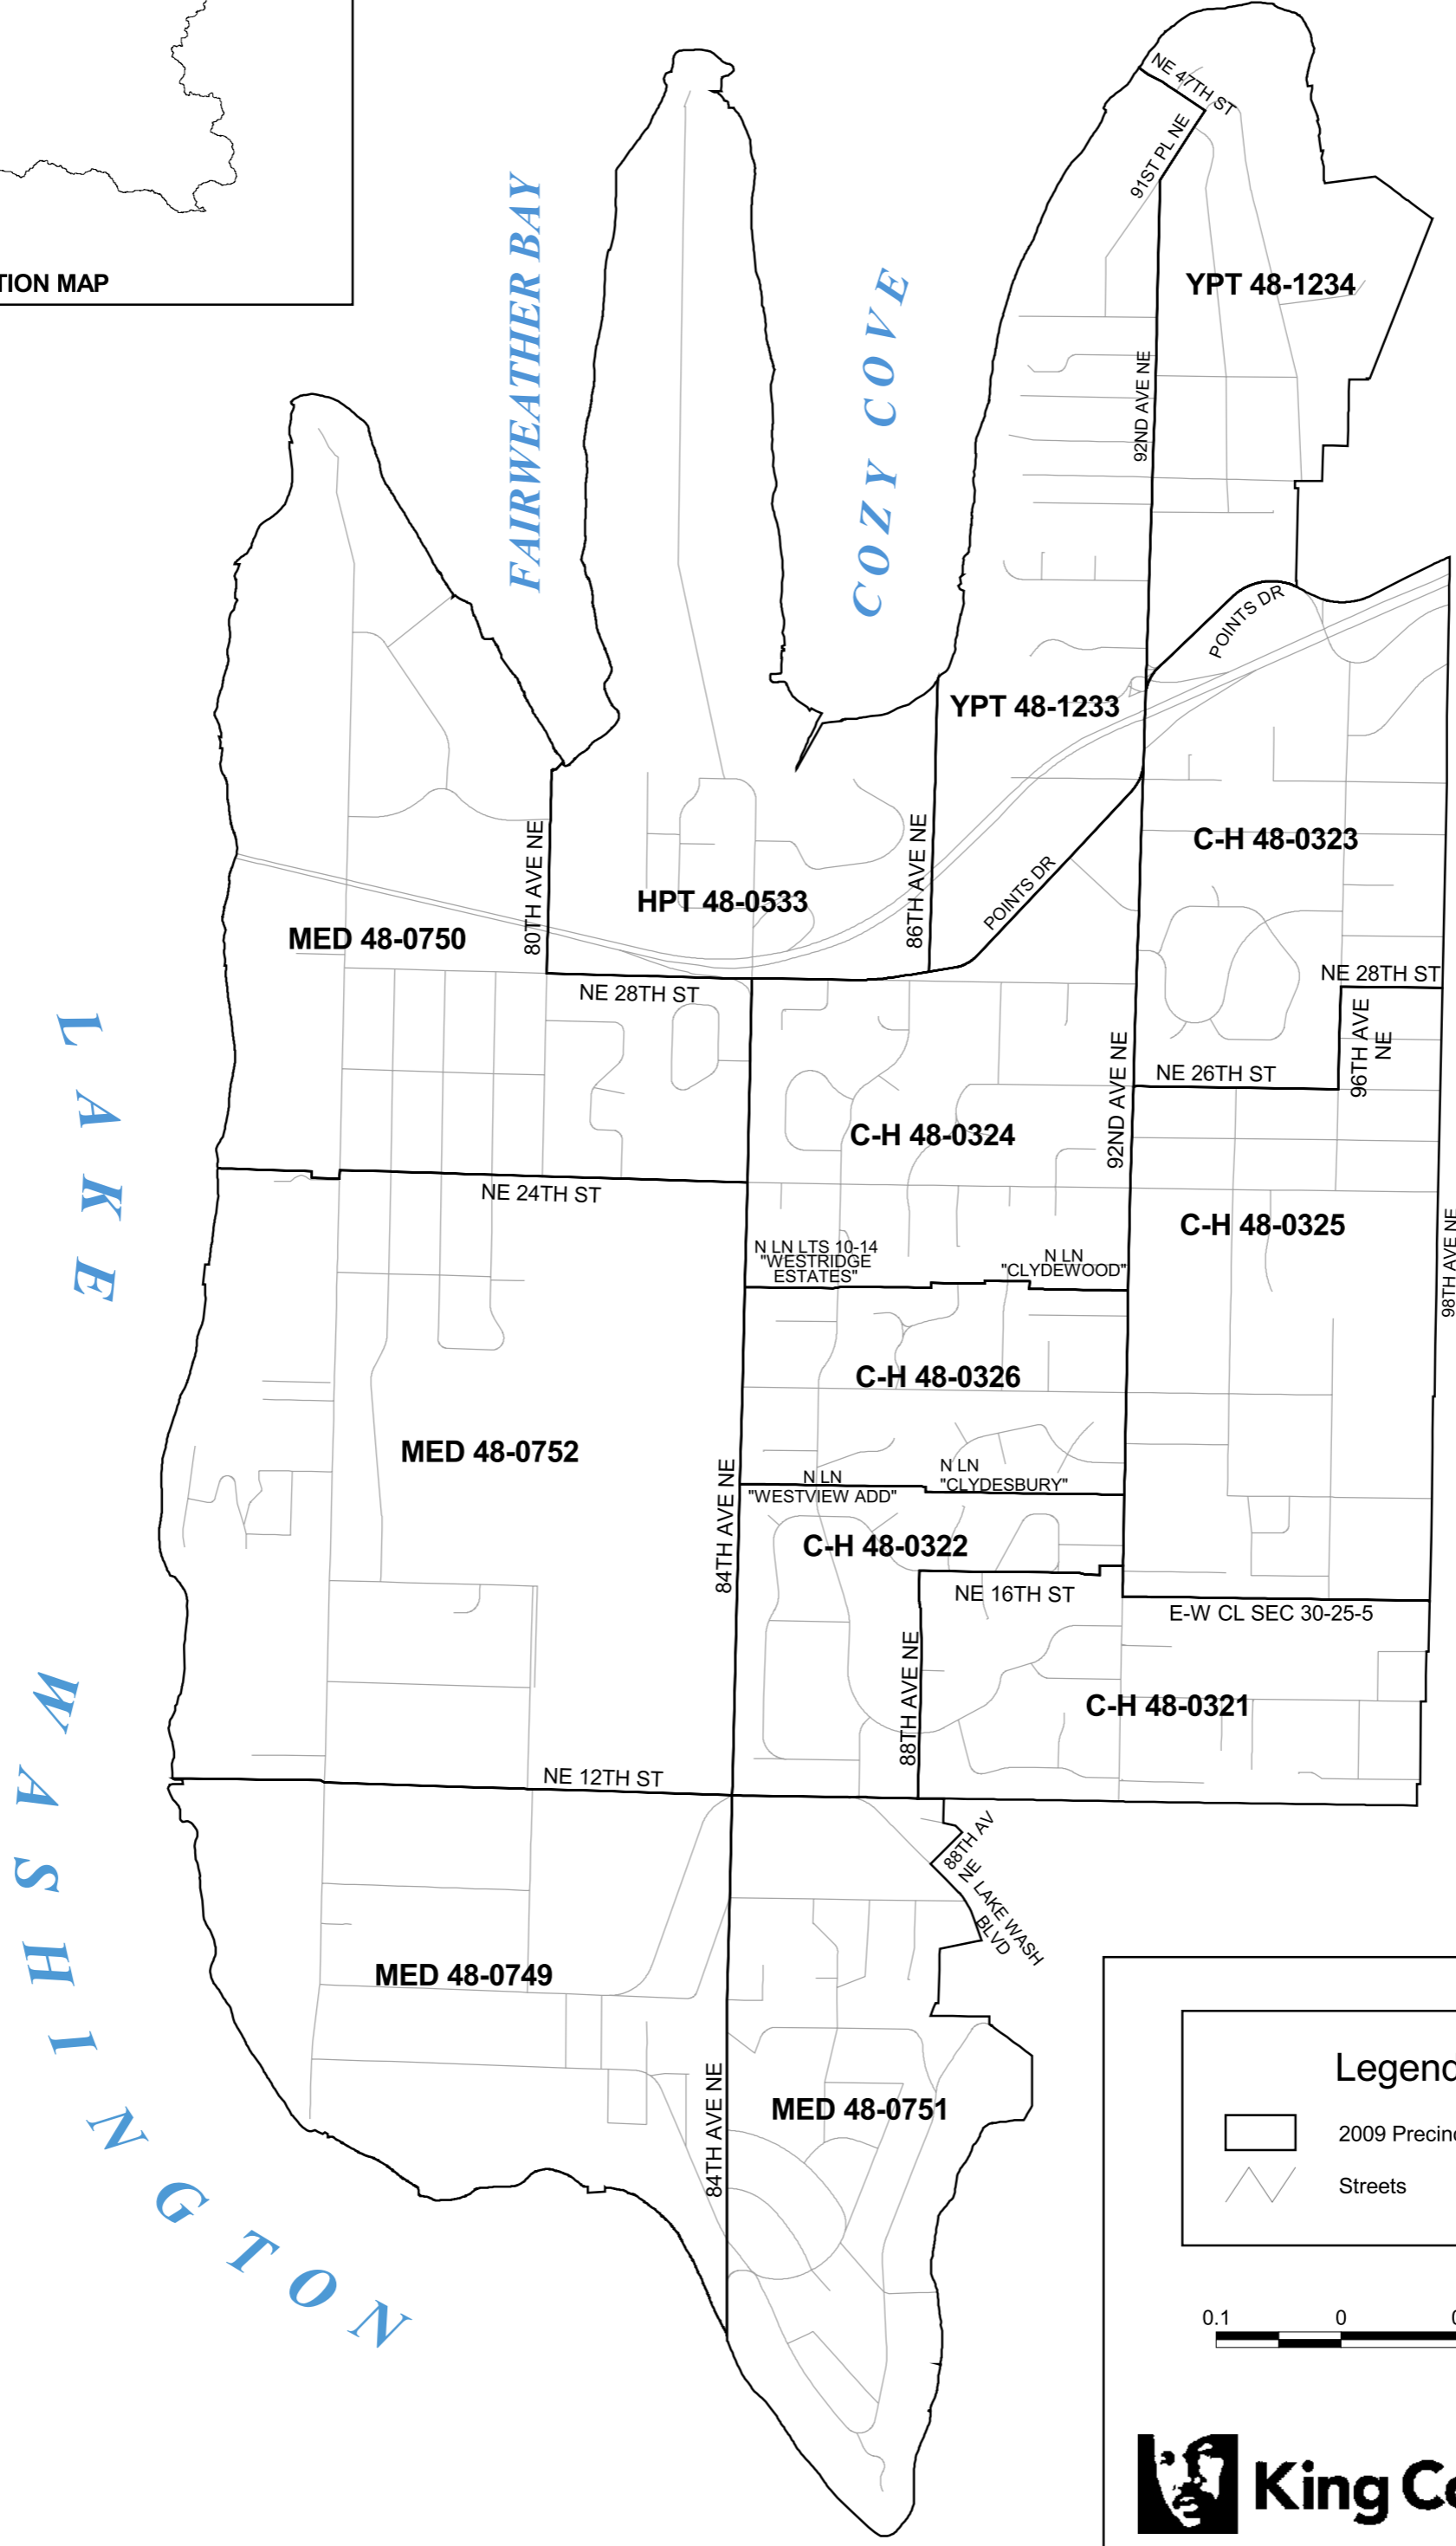 TION MAP
FAIRWEATHER BAY
COZY COVE
NE 47TH ST
91ST PL NE
YPT 48-1234
92ND AVE NE
POINTS DR
YPT 48-1233
C-H 48-0323
80TH AVE NE
86TH AVE NE
HPT 48-0533
POINTS DR
MED 48-0750
NE 28TH ST
NE 28TH ST
96TH AVE
NE
NE 26TH ST
92ND AVE NE
C-H 48-0324
NE 24TH ST
C-H 48-0325
98TH AVE NE
N LN LTS 10-14
"WESTRIDGE
ESTATES"
N LN
"CLYDEWOOD"
C-H 48-0326
MED 48-0752
84TH AVE NE
N LN
"WESTVIEW ADD"
N LN
"CLYDESBURY"
C-H 48-0322
NE 16TH ST
E-W CL SEC 30-25-5
88TH AVE NE
C-H 48-0321
NE 12TH ST
88TH AV
NE
LAKE WASH
BLVD
MED 48-0749
84TH AVE NE
MED 48-0751
LAKE
WASHINGTON
Legend
2009 Precinc
Streets
0.1 0 0
King Co